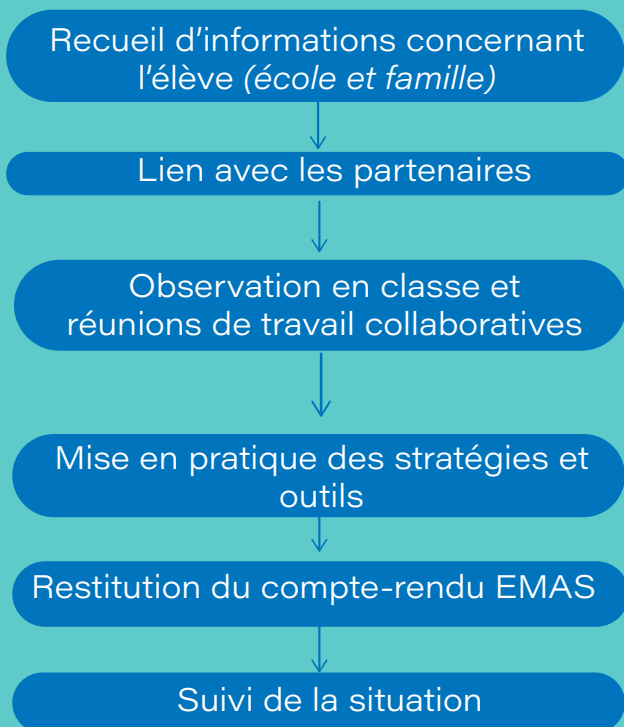 Recueil d'informations concernant
l'élève (école et famille)
Lien avec les partenaires
Observation en classe et
réunions de travail collaboratives
Mise en pratique des stratégies et
outils
Restitution du compte-rendu EMAS
Suivi de la situation